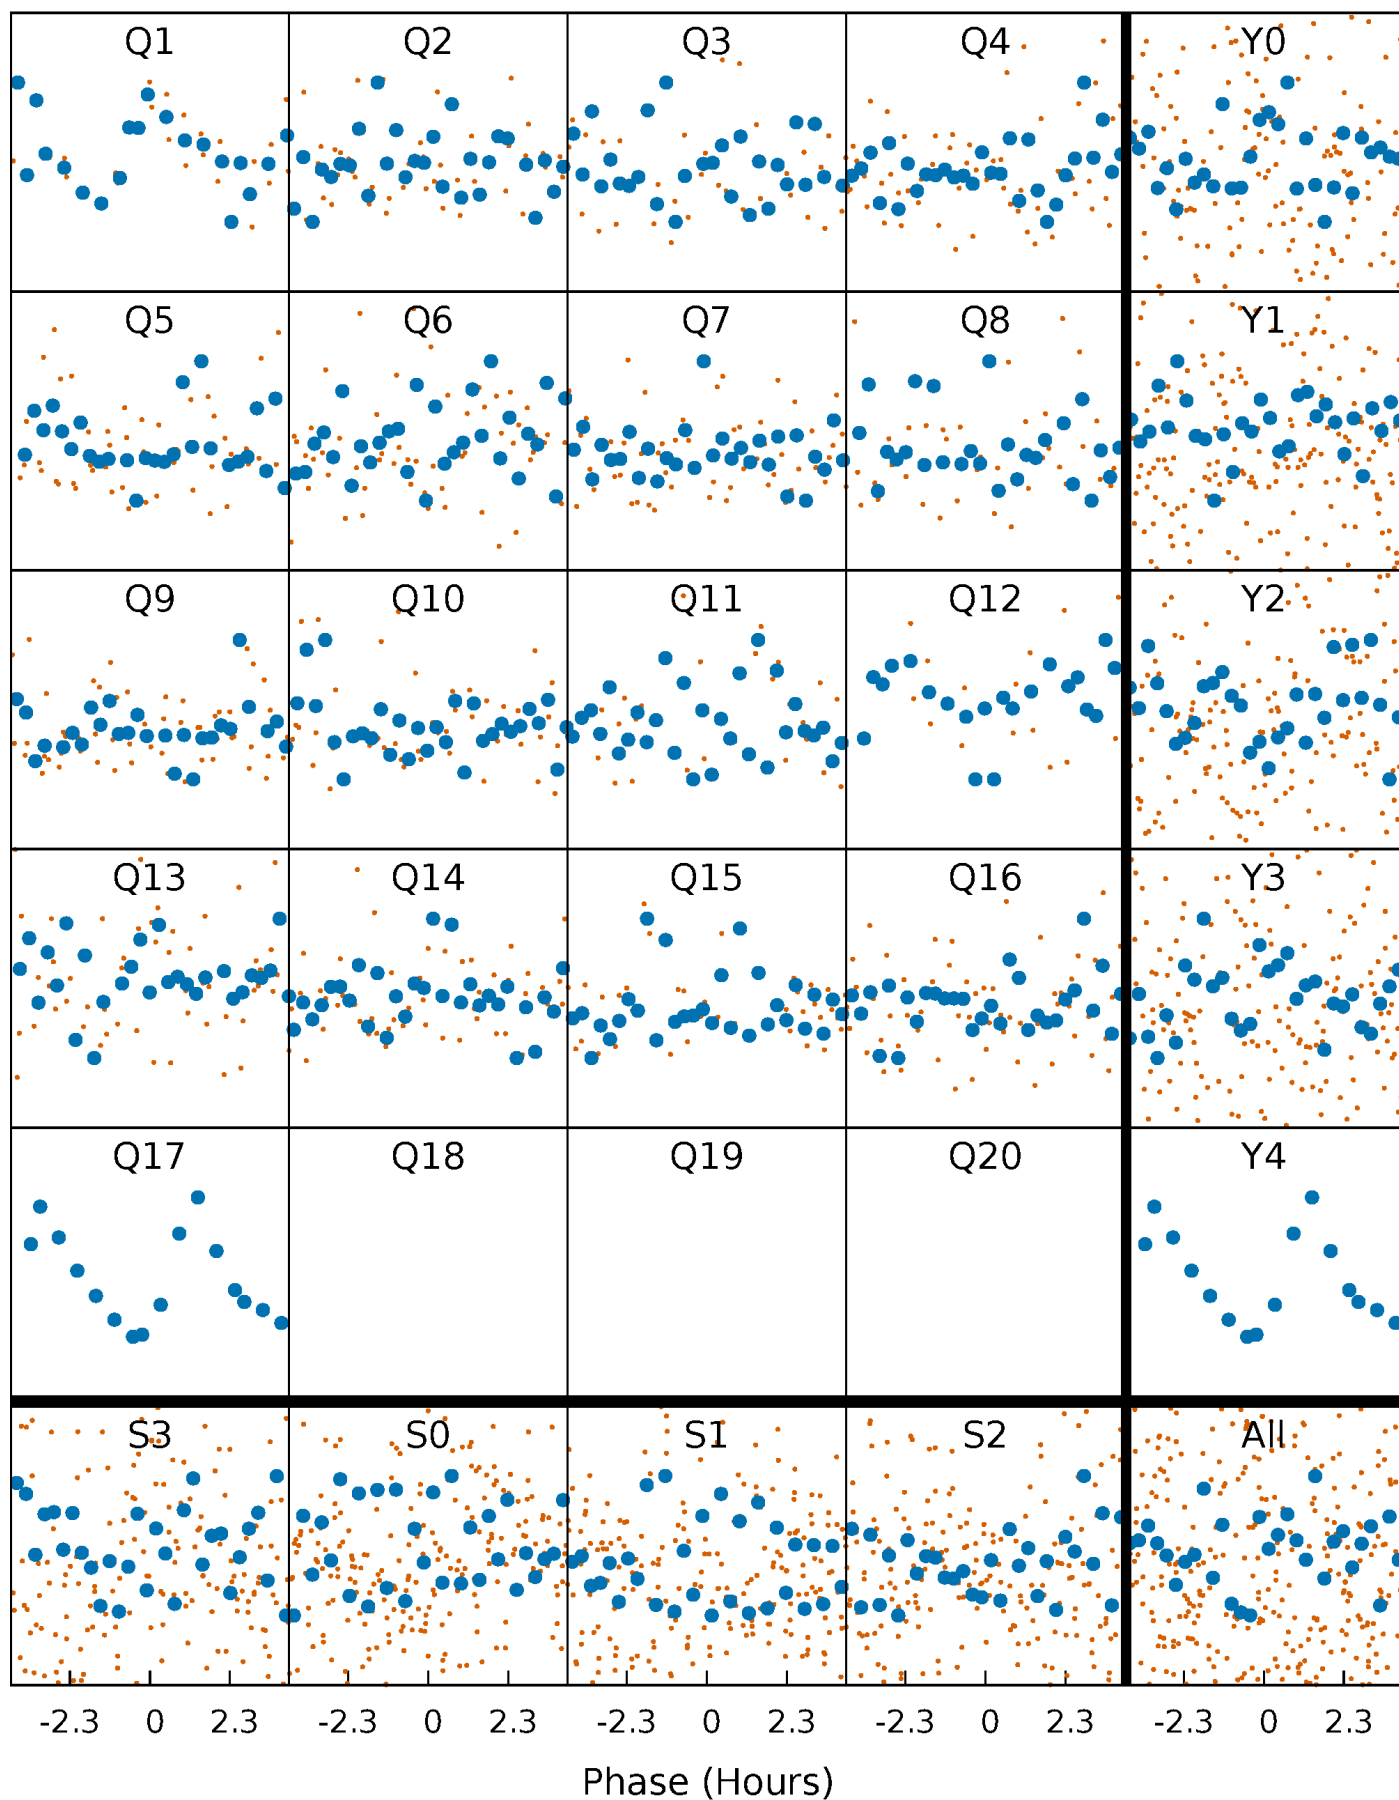 Q1 Q2 Q3 Q4 Y0
Q5 Q6 Q7 Q8 Y1
Q9 Q10 Q11 Q12 Y2
Q13 Q14 Q15 Q16 Y3
Q17 Q18 Q19 Q20 Y4
S3 S0 S1 S2 All
-2.3 0 2.3 -2.3 0 2.3 -2.3 0 2.3 -2.3 0 2.3 -2.3 0 2.3
Phase (Hours)